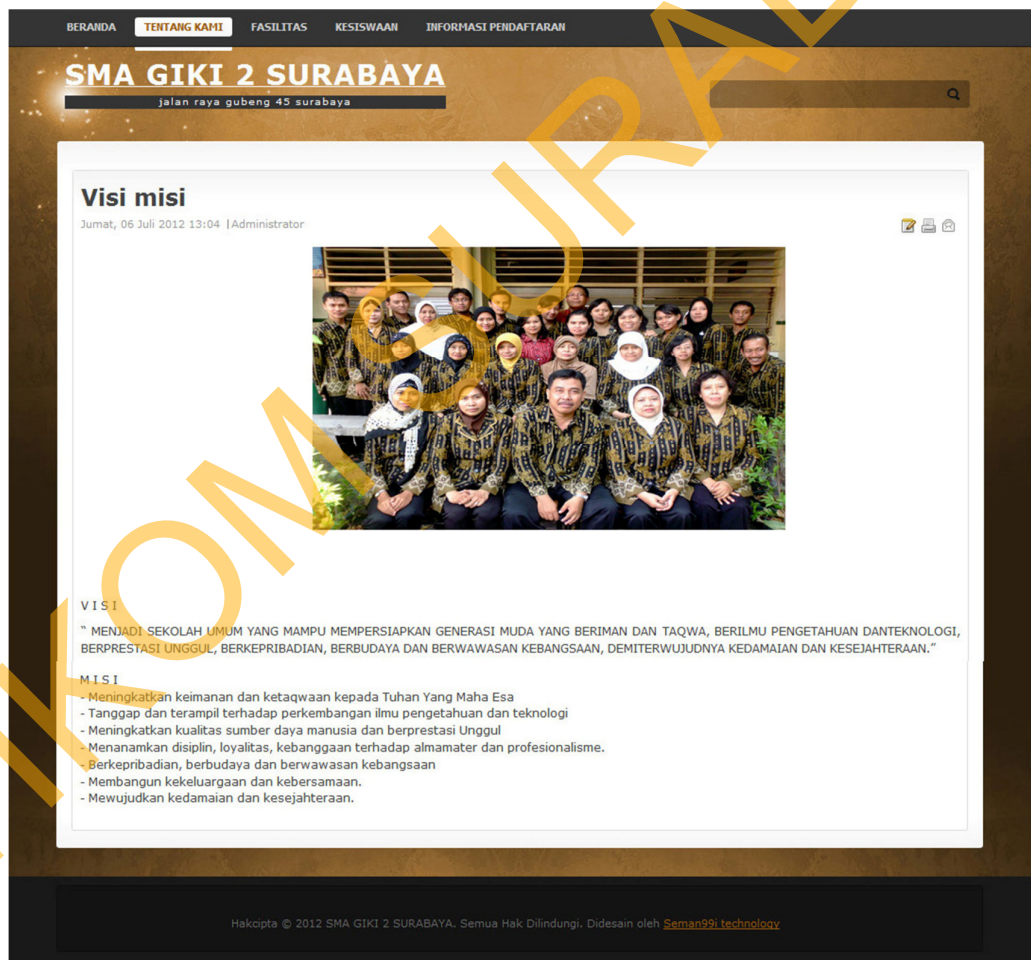 BERANDA TENTANG KAMI FASILITAS KESISWAAN INFORMASI PENDAFTARAN
SMA GIKI 2 SURABAYA
jalan raya gubeng 45 surabaya
Visi misi
Jumat, 06 Juli 2012 13:04 |Administrator
V I S I
“ MENJADI SEKOLAH UMUM YANG MAMPU MEMPERSIAPKAN GENERASI MUDA YANG BERIMAN DAN TAQWA, BERILMU PENGETAHUAN DANTEKNOLOGI,
BERPRESTASI UNGGUL, BERKEPRIBADIAN, BERBUDAYA DAN BERWAWASAN KEBANGSAAN, DEMITERWUJUDNYA KEDAMAIAN DAN KESEJAHTERAAN.”
M I S I
- Meningkatkan keimanan dan ketaqwaan kepada Tuhan Yang Maha Esa
- Tanggap dan terampil terhadap perkembangan ilmu pengetahuan dan teknologi
- Meningkatkan kualitas sumber daya manusia dan berprestasi Unggul
- Menanamkan disiplin, loyalitas, kebanggaan terhadap almamater dan profesionalisme.
- Berkepribadian, berbudaya dan berwawasan kebangsaan
- Membangun kekeluargaan dan kebersamaan.
- Mewujudkan kedamaian dan kesejahteraan.
Hakcipta © 2012 SMA GIKI 2 SURABAYA. Semua Hak Dilindungi. Didesain oleh Seman99i technology